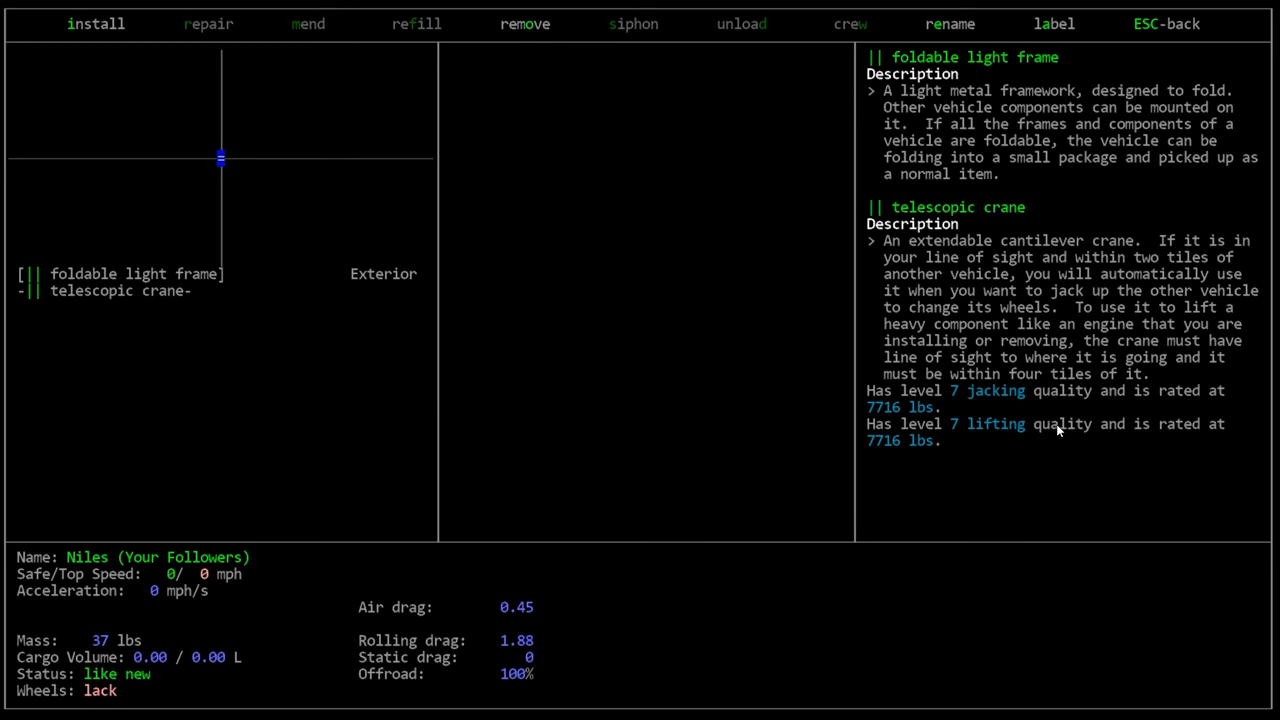 install repair mend refill remove siphon unload crew rename label ESC-back
|| foldable light frame
Description
> A light metal framework, designed to fold.
Other vehicle components can be mounted on
it.  If all the frames and components of a
vehicle are foldable, the vehicle can be
folding into a small package and picked up as
a normal item.
|| telescopic crane
Description
> An extendable cantilever crane.  If it is in
your line of sight and within two tiles of
another vehicle, you will automatically use
it when you want to jack up the other vehicle
to change its wheels.  To use it to lift a
heavy component like an engine that you are
installing or removing, the crane must have
line of sight to where it is going and it
must be within four tiles of it.
Has level 7 jacking quality and is rated at
7716 lbs.
Has level 7 lifting quality and is rated at
7716 lbs.
=
[|| foldable light frame] Exterior
-|| telescopic crane-
Name: Niles (Your Followers)
Safe/Top Speed: 0/ 0 mph
Acceleration: 0 mph/s
Air drag: 0.45
Mass: 37 lbs Rolling drag: 1.88
Cargo Volume: 0.00 / 0.00 L Static drag: 0
Status: like new Offroad: 100%
Wheels: lack